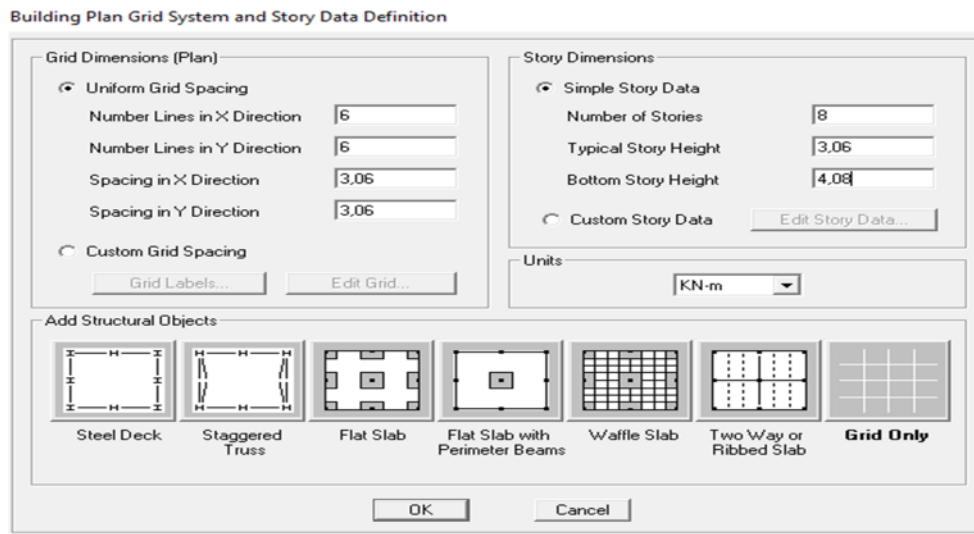 Building Plan Grid System and Story Data Definition
Grid Dimensions (Plan)
Uniform Grid Spacing
Number Lines in X Direction 6
Number Lines in Y Direction 6
Spacing in X Direction 3,06
Spacing in Y Direction 3,06
Custom Grid Spacing
Grid Labels... Edit Grid...
Story Dimensions
Simple Story Data
Number of Stories 8
Typical Story Height 3,06
Bottom Story Height 4,08
Custom Story Data Edit Story Data...
Units
KN-m
Add Structural Objects
Steel Deck
Staggered
Truss
Flat Slab
Flat Slab with
Perimeter Beams
Waffle Slab
Two Way or
Ribbed Slab
Grid Only
OK Cancel